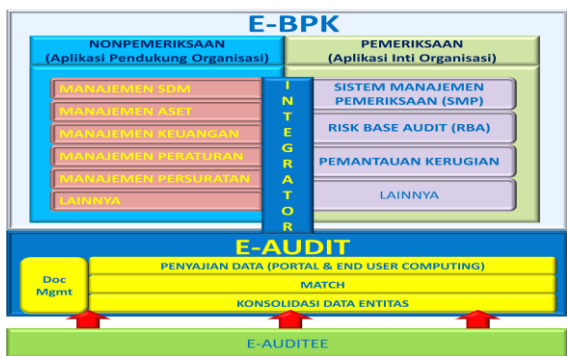 E-BPK
NONPEMERIKSAAN
(Aplikasi Pendukung Organisasi)
PEMERIKSAAN
(Aplikasi Inti Organisasi)
MANAJEMEN SDM
MANAJEMEN ASET
MANAJEMEN KEUANGAN
MANAJEMEN PERATURAN
MANAJEMEN PERSURATAN
LAINNYA
INTEGRATOR
SISTEM MANAJEMEN
PEMERIKSAAN (SMP)
RISK BASE AUDIT (RBA)
PEMANTAUAN KERUGIAN
LAINNYA
E-AUDIT
Doc
Mgmt
PENYAJIAN DATA (PORTAL & END USER COMPUTING)
MATCH
KONSOLIDASI DATA ENTITAS
E-AUDITEE